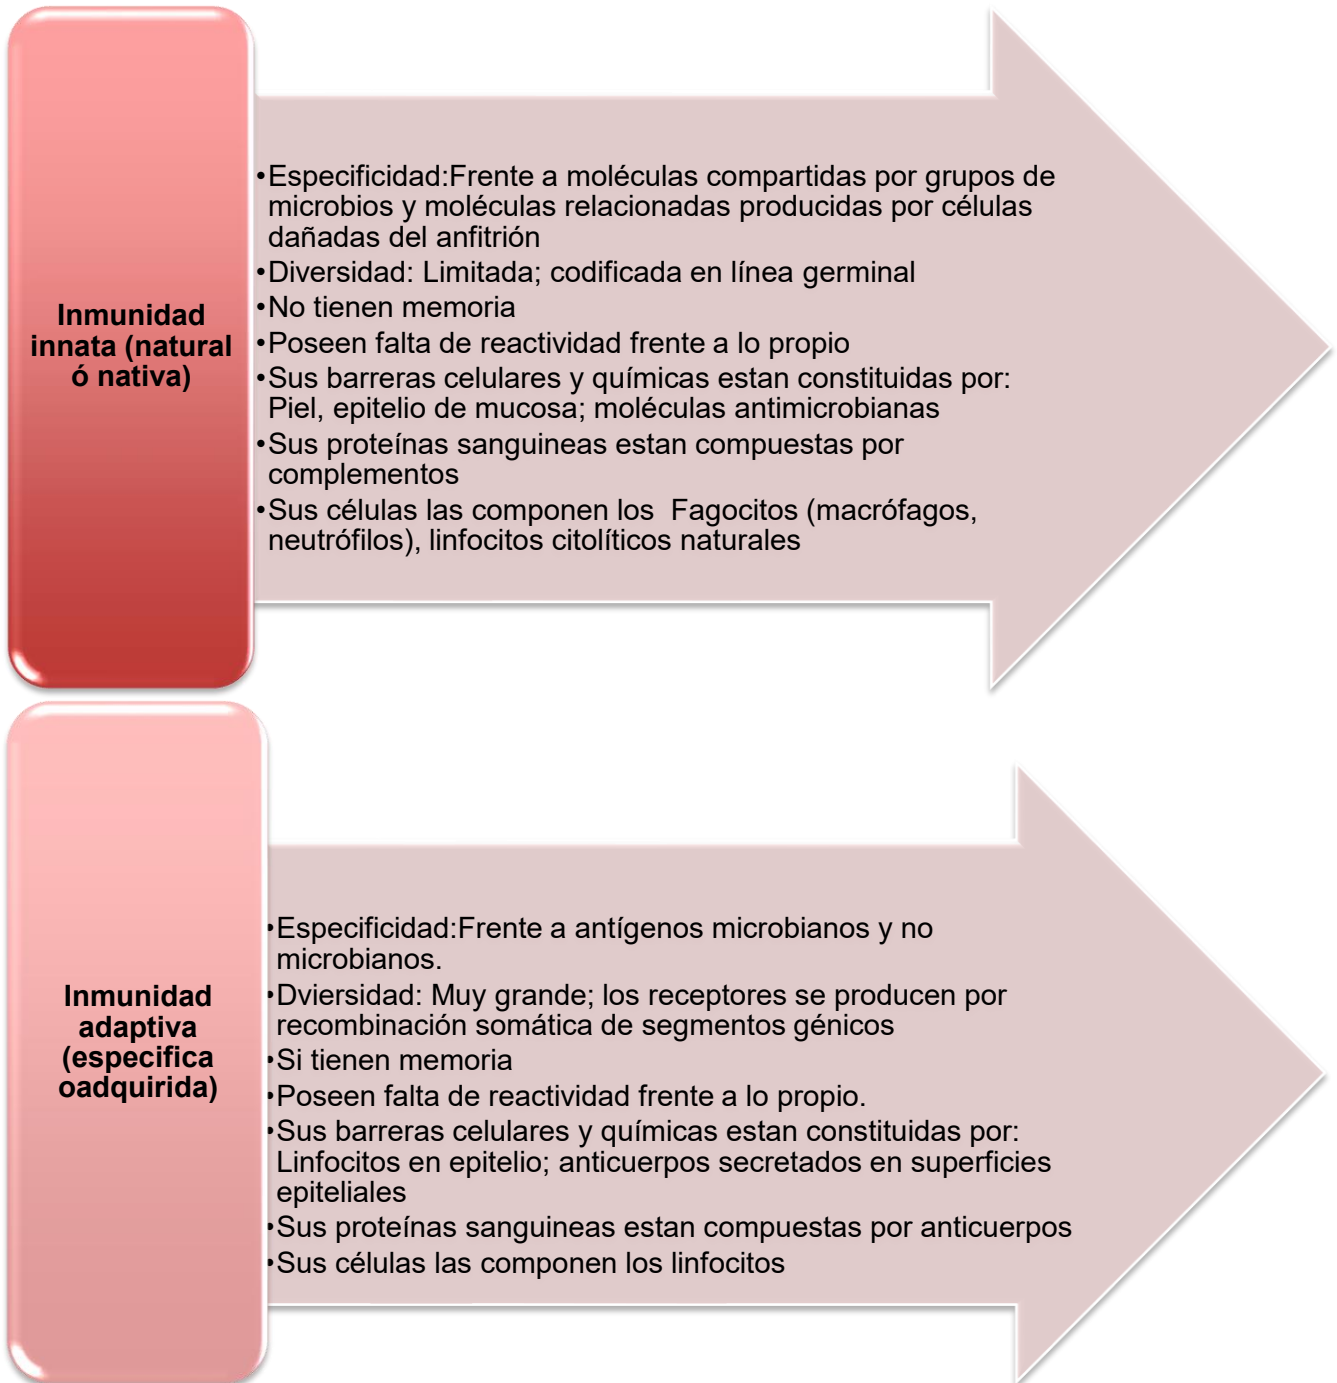 Inmunidad
innata (natural
ó nativa)
•Especificidad:Frente a moléculas compartidas por grupos de
microbios y moléculas relacionadas producidas por células
dañadas del anfitrión
•Diversidad: Limitada; codificada en línea germinal
•No tienen memoria
•Poseen falta de reactividad frente a lo propio
•Sus barreras celulares y químicas estan constituidas por:
Piel, epitelio de mucosa; moléculas antimicrobianas
•Sus proteínas sanguineas estan compuestas por
complementos
•Sus células las componen los  Fagocitos (macrófagos,
neutrófilos), linfocitos citolíticos naturales
Inmunidad
adaptiva
(especifica
oadquirida)
•Especificidad:Frente a antígenos microbianos y no
microbianos.
•Dviersidad: Muy grande; los receptores se producen por
recombinación somática de segmentos génicos
•Si tienen memoria
•Poseen falta de reactividad frente a lo propio.
•Sus barreras celulares y químicas estan constituidas por:
Linfocitos en epitelio; anticuerpos secretados en superficies
epiteliales
•Sus proteínas sanguineas estan compuestas por anticuerpos
•Sus células las componen los linfocitos